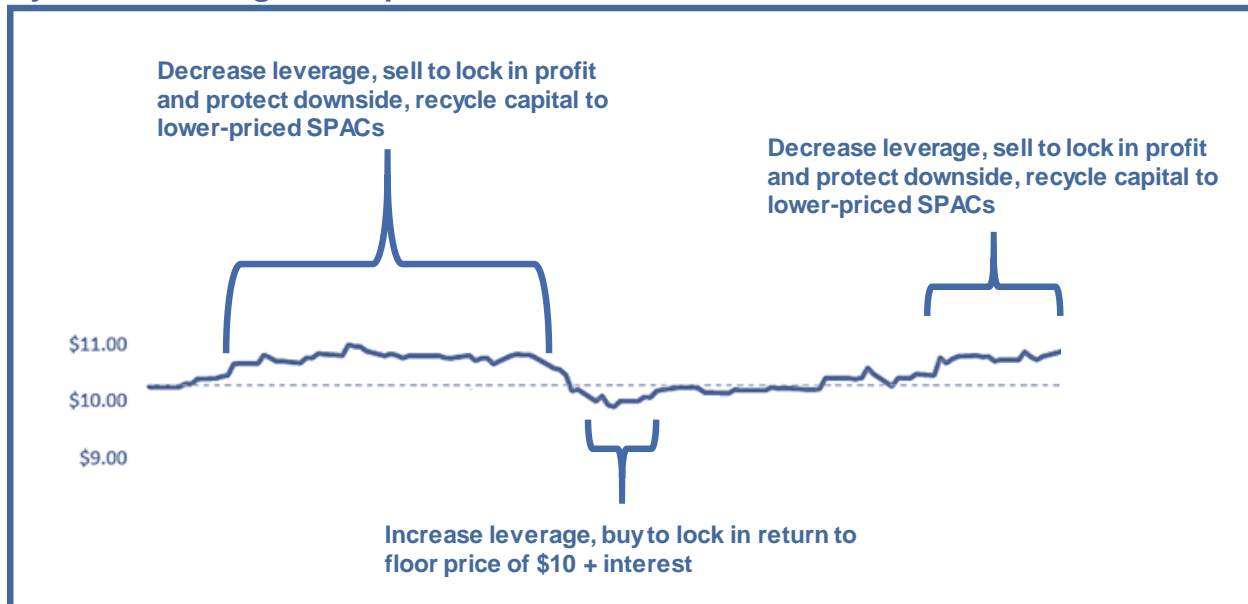 Decrease leverage, sell to lock in profit
and protect downside, recycle capital to
lower-priced SPACs
Decrease leverage, sell to lock in profit
and protect downside, recycle capital to
lower-priced SPACs
$11.00
$10.00
$9.00
Increase leverage, buy to lock in return to
floor price of $10 + interest